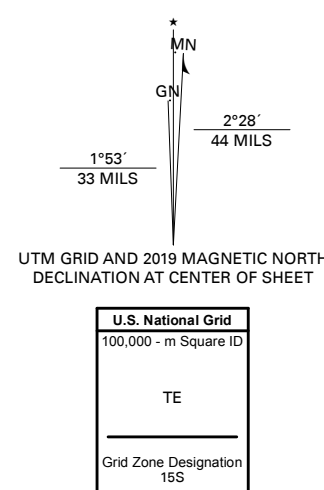 ★
MN
GN
2°28´
44 MILS
1°53´
33 MILS
UTM GRID AND 2019 MAGNETIC NORTH
DECLINATION AT CENTER OF SHEET
U.S. National Grid
100,000 - m Square ID
TE
Grid Zone Designation
15S